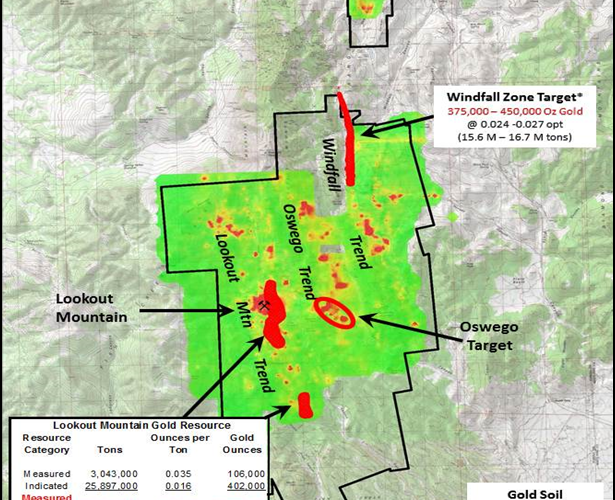 Windfall Zone Target*
375,000 – 450,000 Oz Gold
@ 0.024 -0.027 opt
(15.6 M – 16.7 M tons)
Windfall
Trend
Oswego
Trend
Lookout
Mtn
Trend
Lookout
Mountain
Oswego
Target
Lookout Mountain Gold Resource
Resource Category Tons Ounces per Ton Gold Ounces
Measured 3,043,000 0.035 106,000
Indicated 25,897,000 0.016 402,000
Measured
Gold Soil